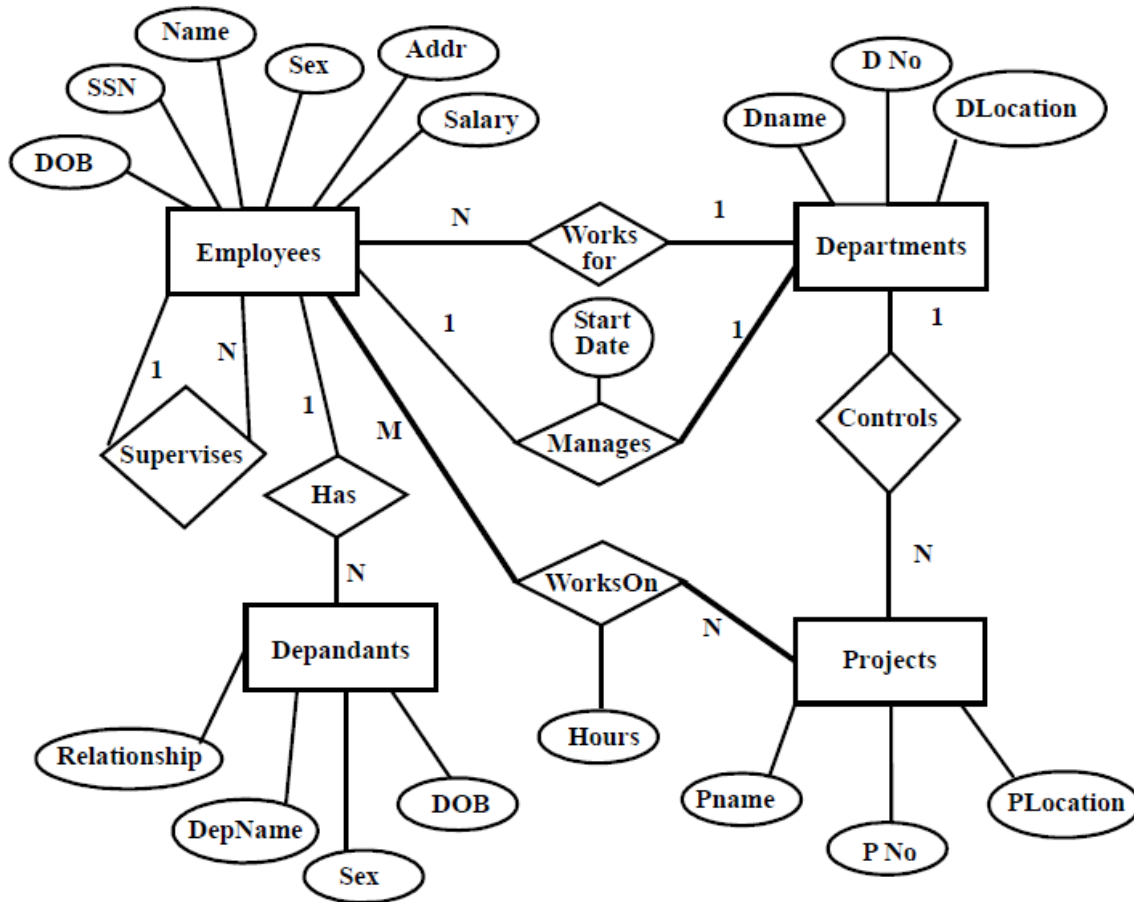 Name
Sex
Addr
D No
SSN
Salary
Dname
DLocation
DOB
Employees
N
Works
for
1
Departments
1
N
1
1
M
Start
Date
1
1
Supervises
Has
Manages
Controls
N
WorksOn
N
N
Depandants
Projects
Relationship
DepName
Sex
DOB
Hours
Pname
P No
PLocation